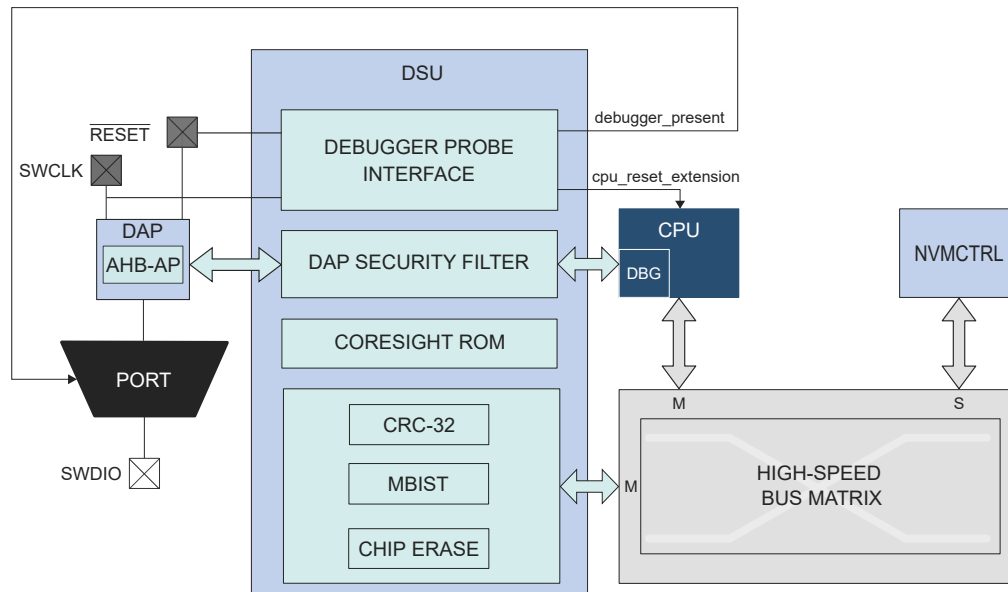 DSU
debugger_present
RESET
DEBUGGER PROBE
INTERFACE
SWCLK
cpu_reset_extension
DAP
AHB-AP
DAP SECURITY FILTER
CPU
DBG
NVMCTRL
CORESIGHT ROM
PORT
M
S
CRC-32
SWDIO
MBIST
M
HIGH-SPEED
BUS MATRIX
CHIP ERASE